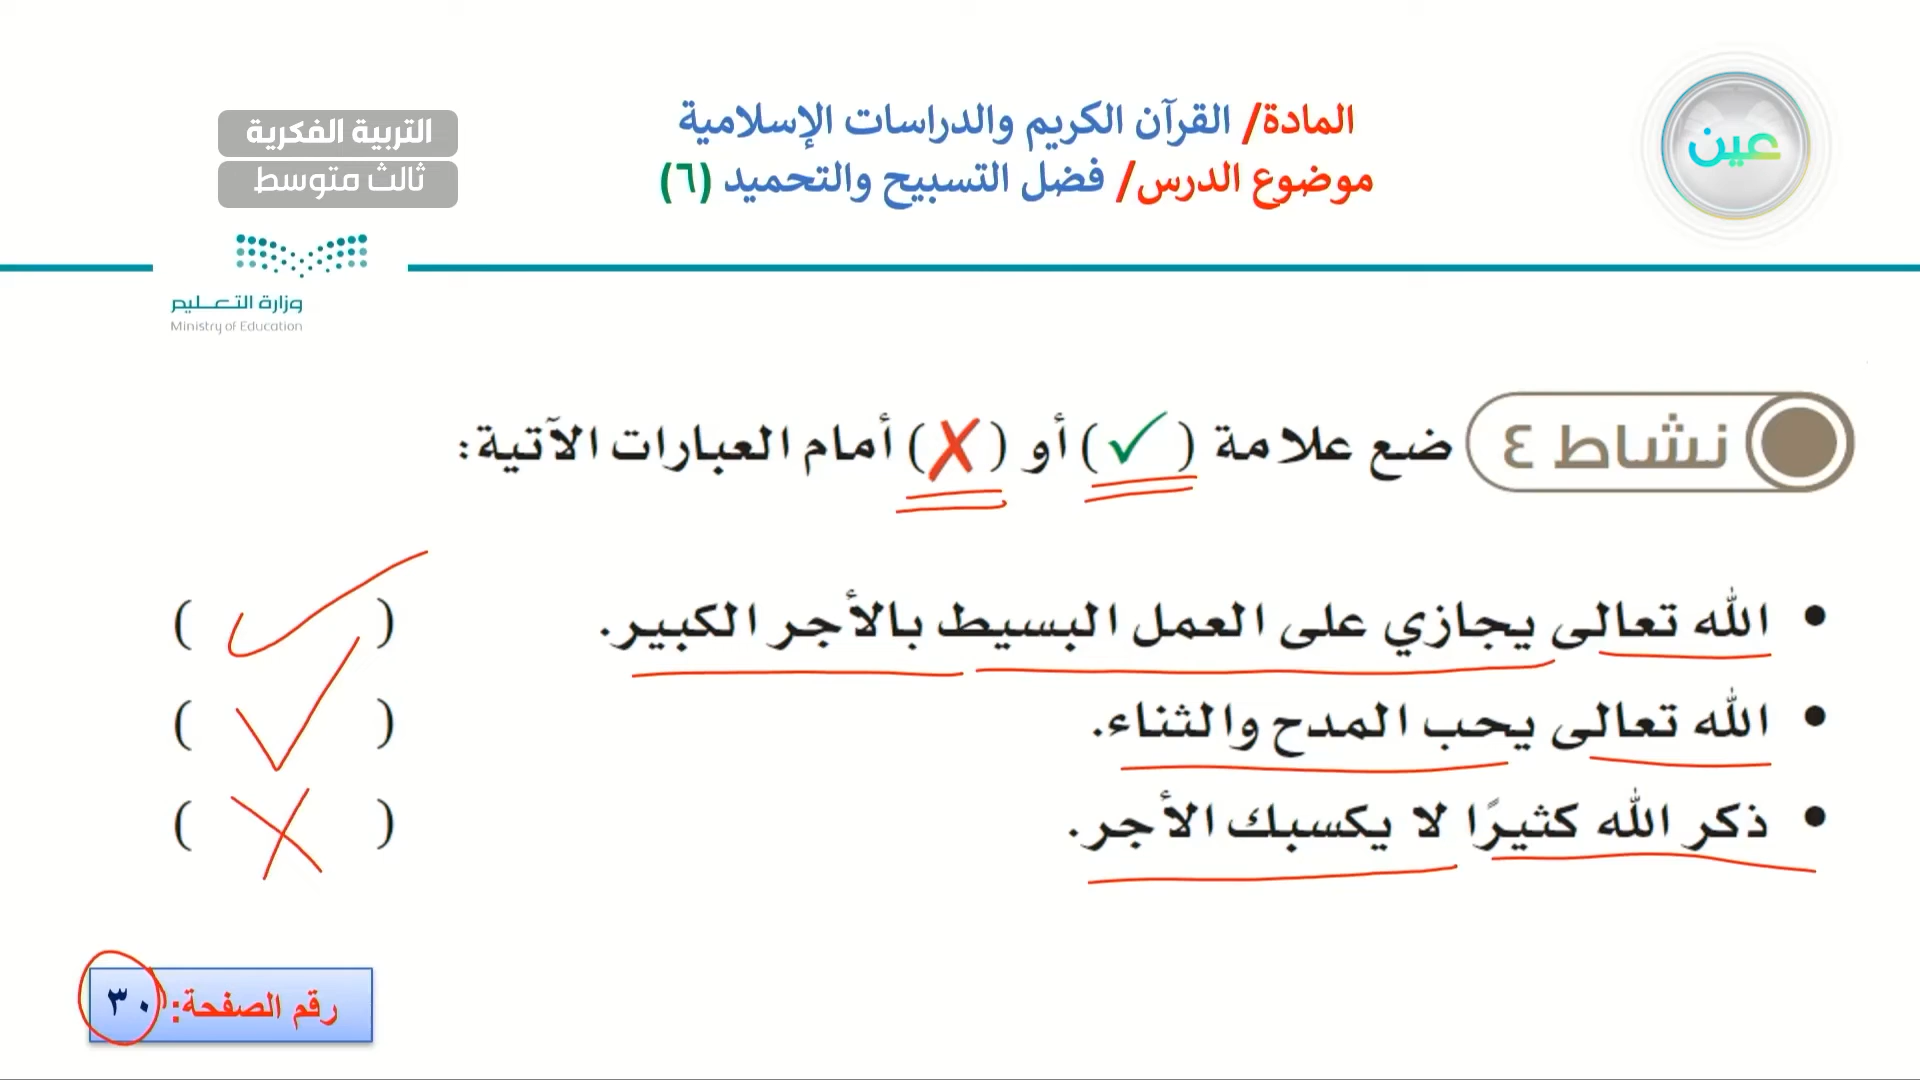 المادة/ القرآن الكريم والدراسات الإسلامية
موضوع الدرس/ فضل التسبيح والتحميد (٦)
عين
التربية الفكرية
ثالث متوسط
وزارة التعليم
Ministry of Education
نشاط ٤ ضع علامة (✓) أو (✗) أمام العبارات الآتية:
• الله تعالى يجازي على العمل البسيط بالأجر الكبير. (✓)
• الله تعالى يحب المدح والثناء. (✓)
• ذكر الله كثيرًا لا يكسبك الأجر. (✗)
رقم الصفحة: ٣٠